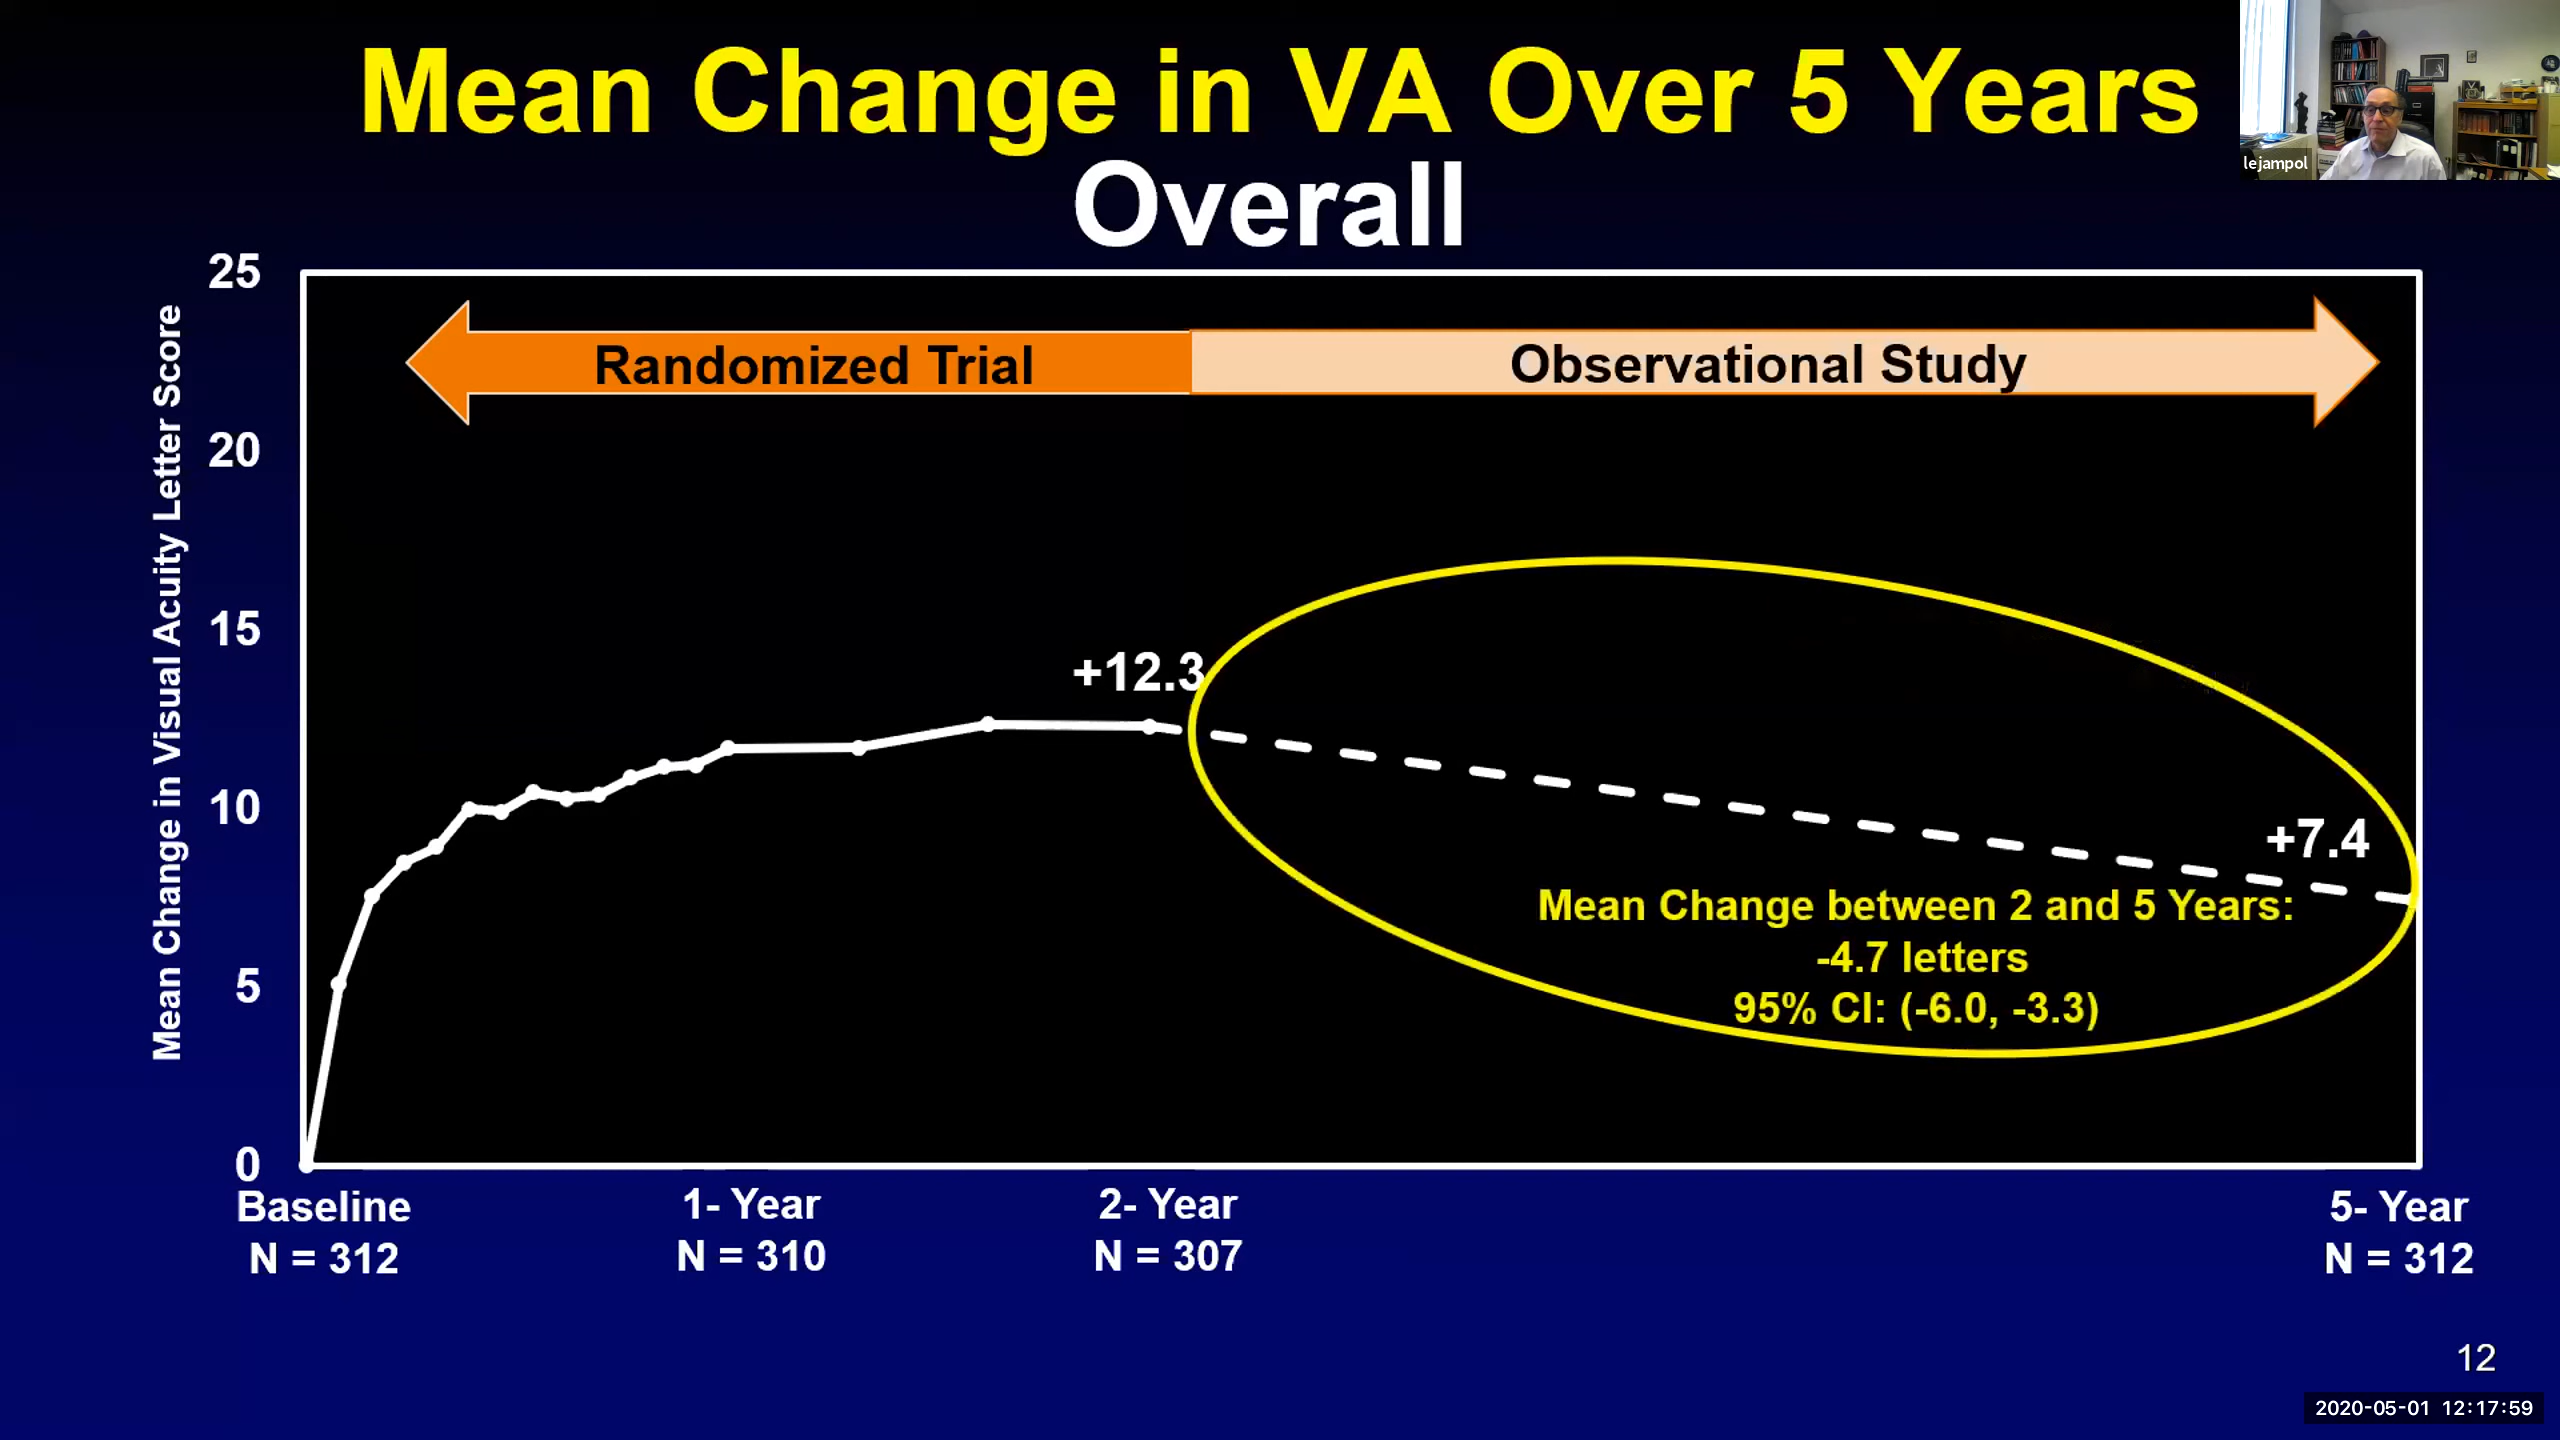 Mean Change in VA Over 5 Years
Overall
lejampol
Mean Change in Visual Acuity Letter Score
25
20
15
10
5
0
Randomized Trial
Observational Study
+12.3
+7.4
Mean Change between 2 and 5 Years:
-4.7 letters
95% CI: (-6.0, -3.3)
Baseline
N = 312
1- Year
N = 310
2- Year
N = 307
5- Year
N = 312
12
2020-05-01 12:17:59